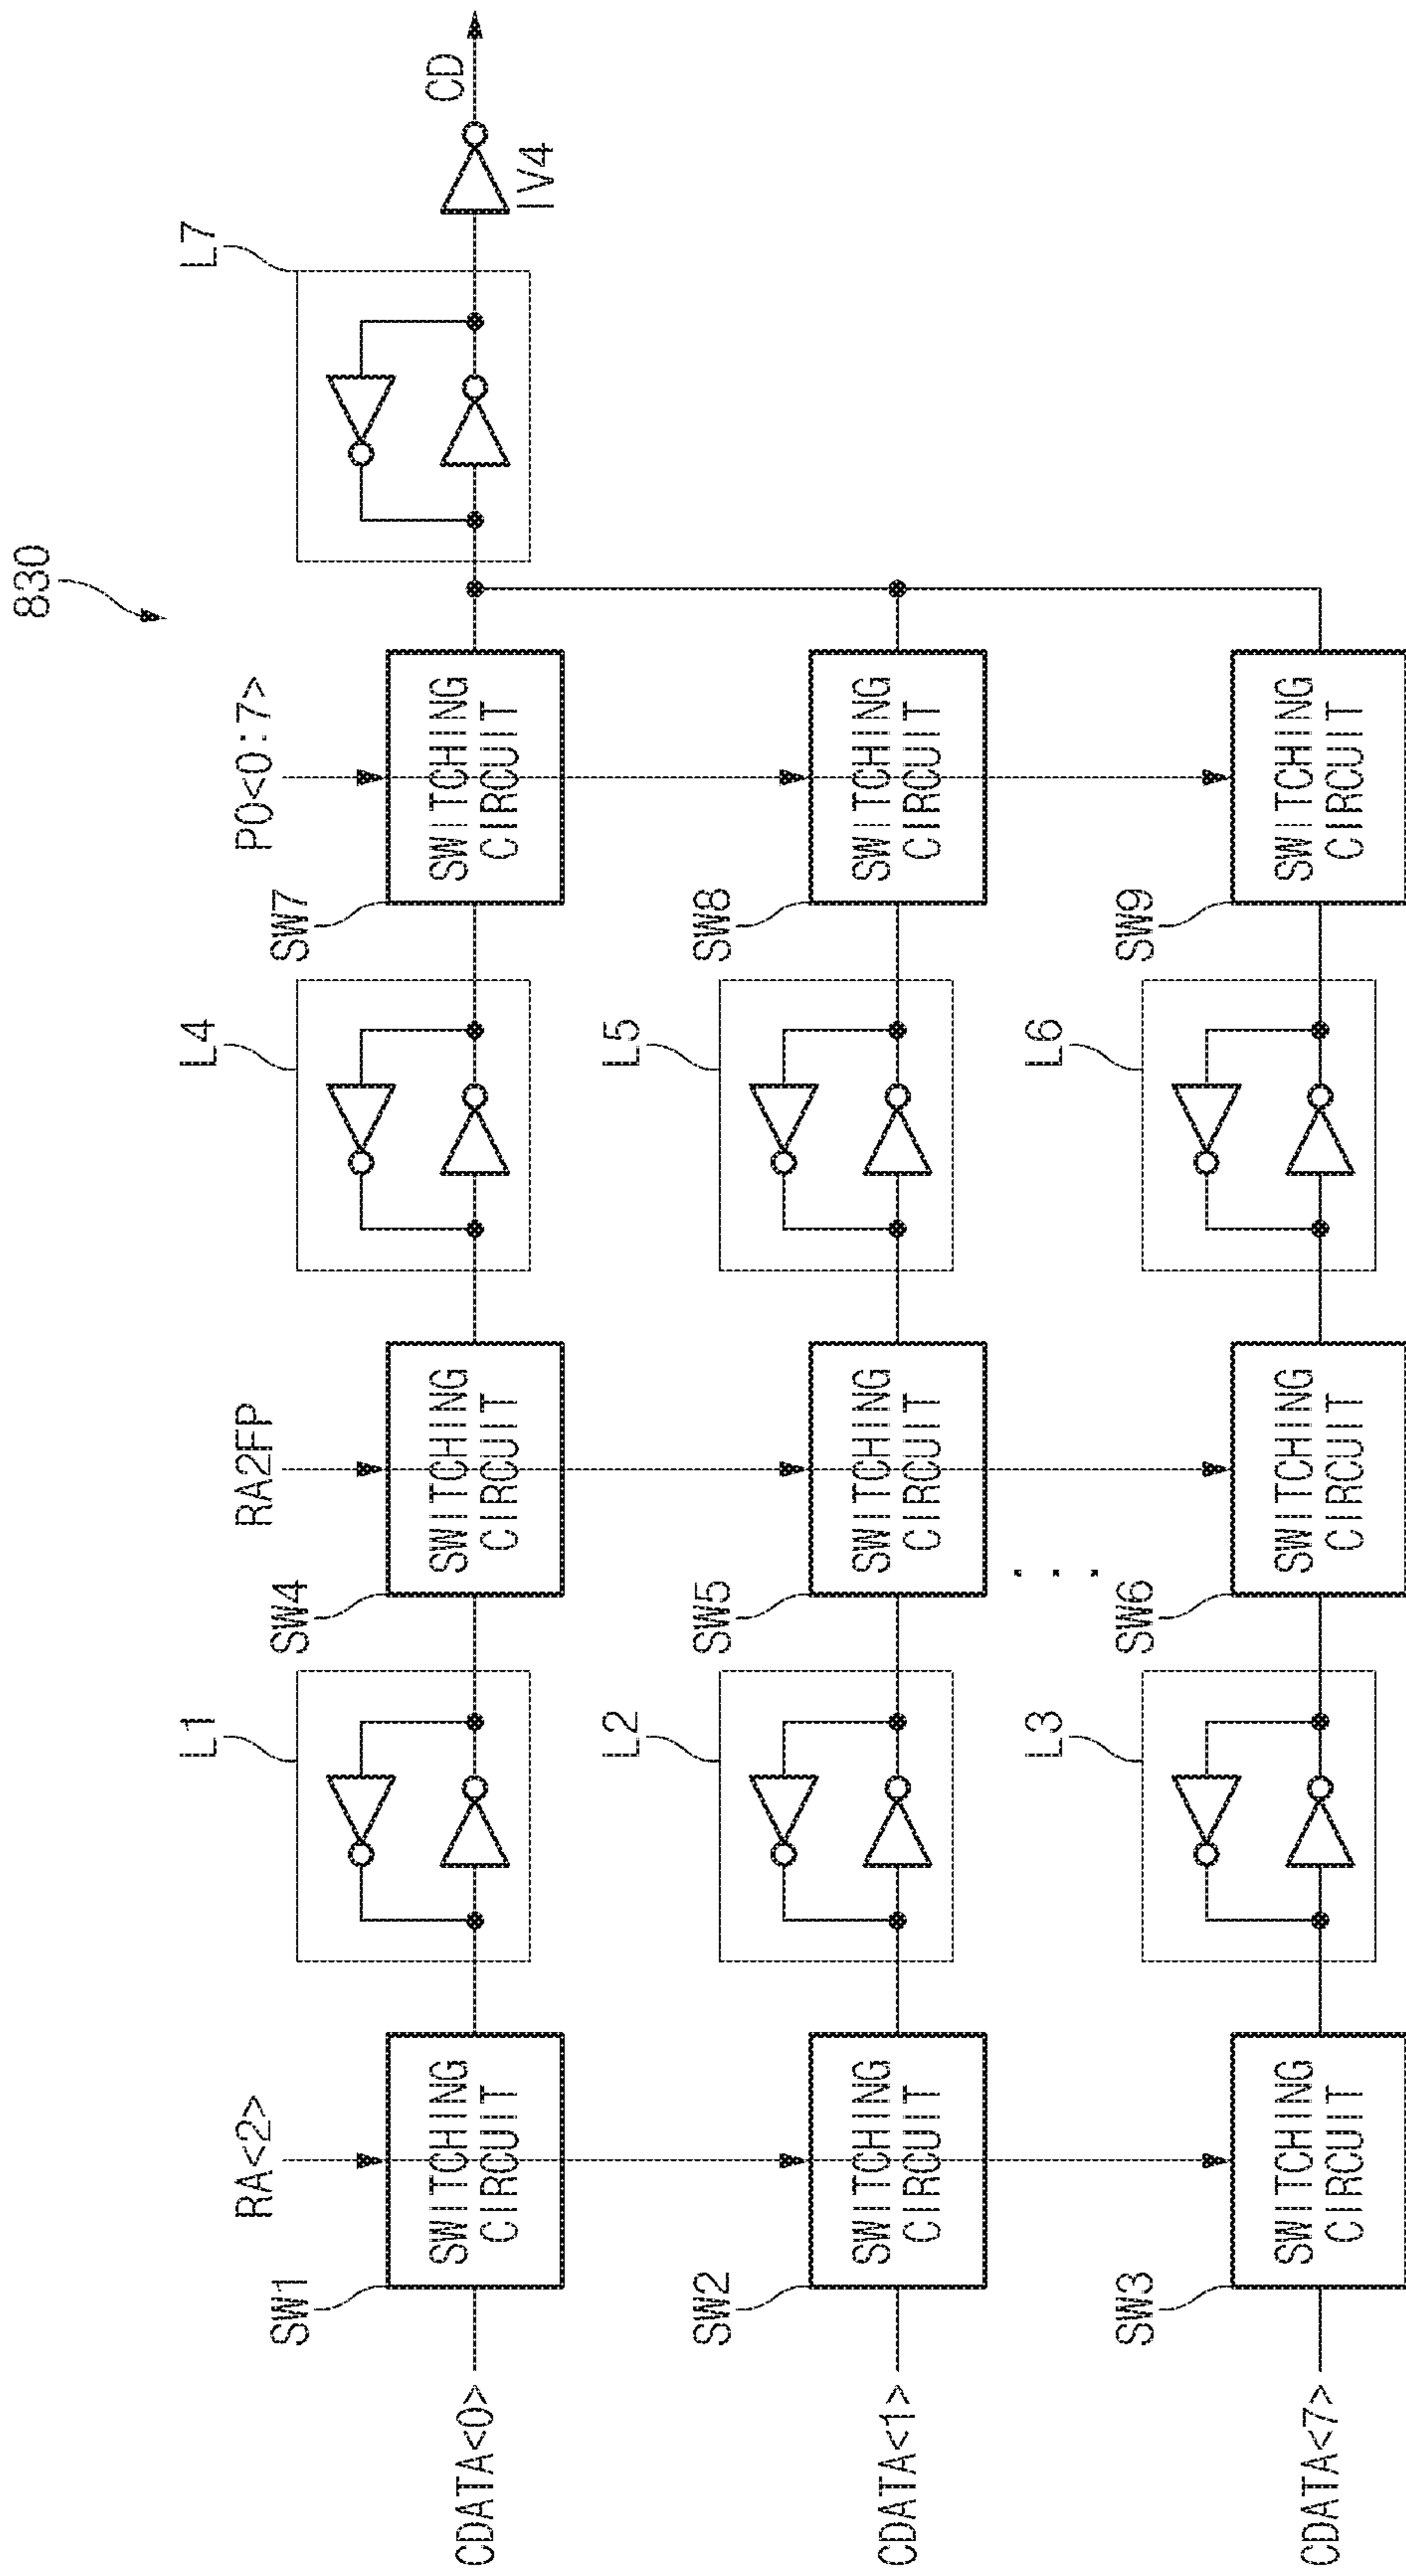 830
RA<2>
RA2FP
PO<0:7>
SW1
L1
SW4
L4
SW7
L7
CDATA<0>
SWITCHING
CIRCUIT
SWITCHING
CIRCUIT
SWITCHING
CIRCUIT
CD
IV4
SW2
L2
SW5
L5
SW8
CDATA<1>
SWITCHING
CIRCUIT
SWITCHING
CIRCUIT
SWITCHING
CIRCUIT
...
SW3
L3
SW6
L6
SW9
CDATA<7>
SWITCHING
CIRCUIT
SWITCHING
CIRCUIT
SWITCHING
CIRCUIT